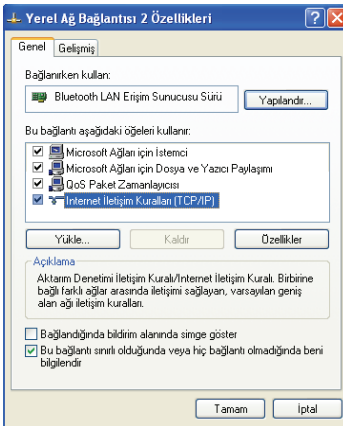 Yerel Ağ Bağlantısı 2 Özellikleri
Genel
Gelişmiş
Bağlanırken kullan:
Bluetooth LAN Erişim Sunucusu Sürü
Yapılandır...
Bu bağlantı aşağıdaki öğeleri kullanır:
Microsoft Ağları için İstemci
Microsoft Ağları için Dosya ve Yazıcı Paylaşımı
QoS Paket Zamanlayıcısı
Internet İletişim Kuralları (TCP/IP)
Yükle...
Kaldır
Özellikler
Açıklama
Aktarım Denetimi İletişim Kuralı/Internet İletişim Kuralı. Birbirine
bağlı farklı ağlar arasında iletişimi sağlayan, varsayılan geniş
alan ağı iletişim kuralları.
Bağlandığında bildirim alanında simge göster
Bu bağlantı sınırlı olduğunda veya hiç bağlantı olmadığında beni
bilgilendir
Tamam
İptal